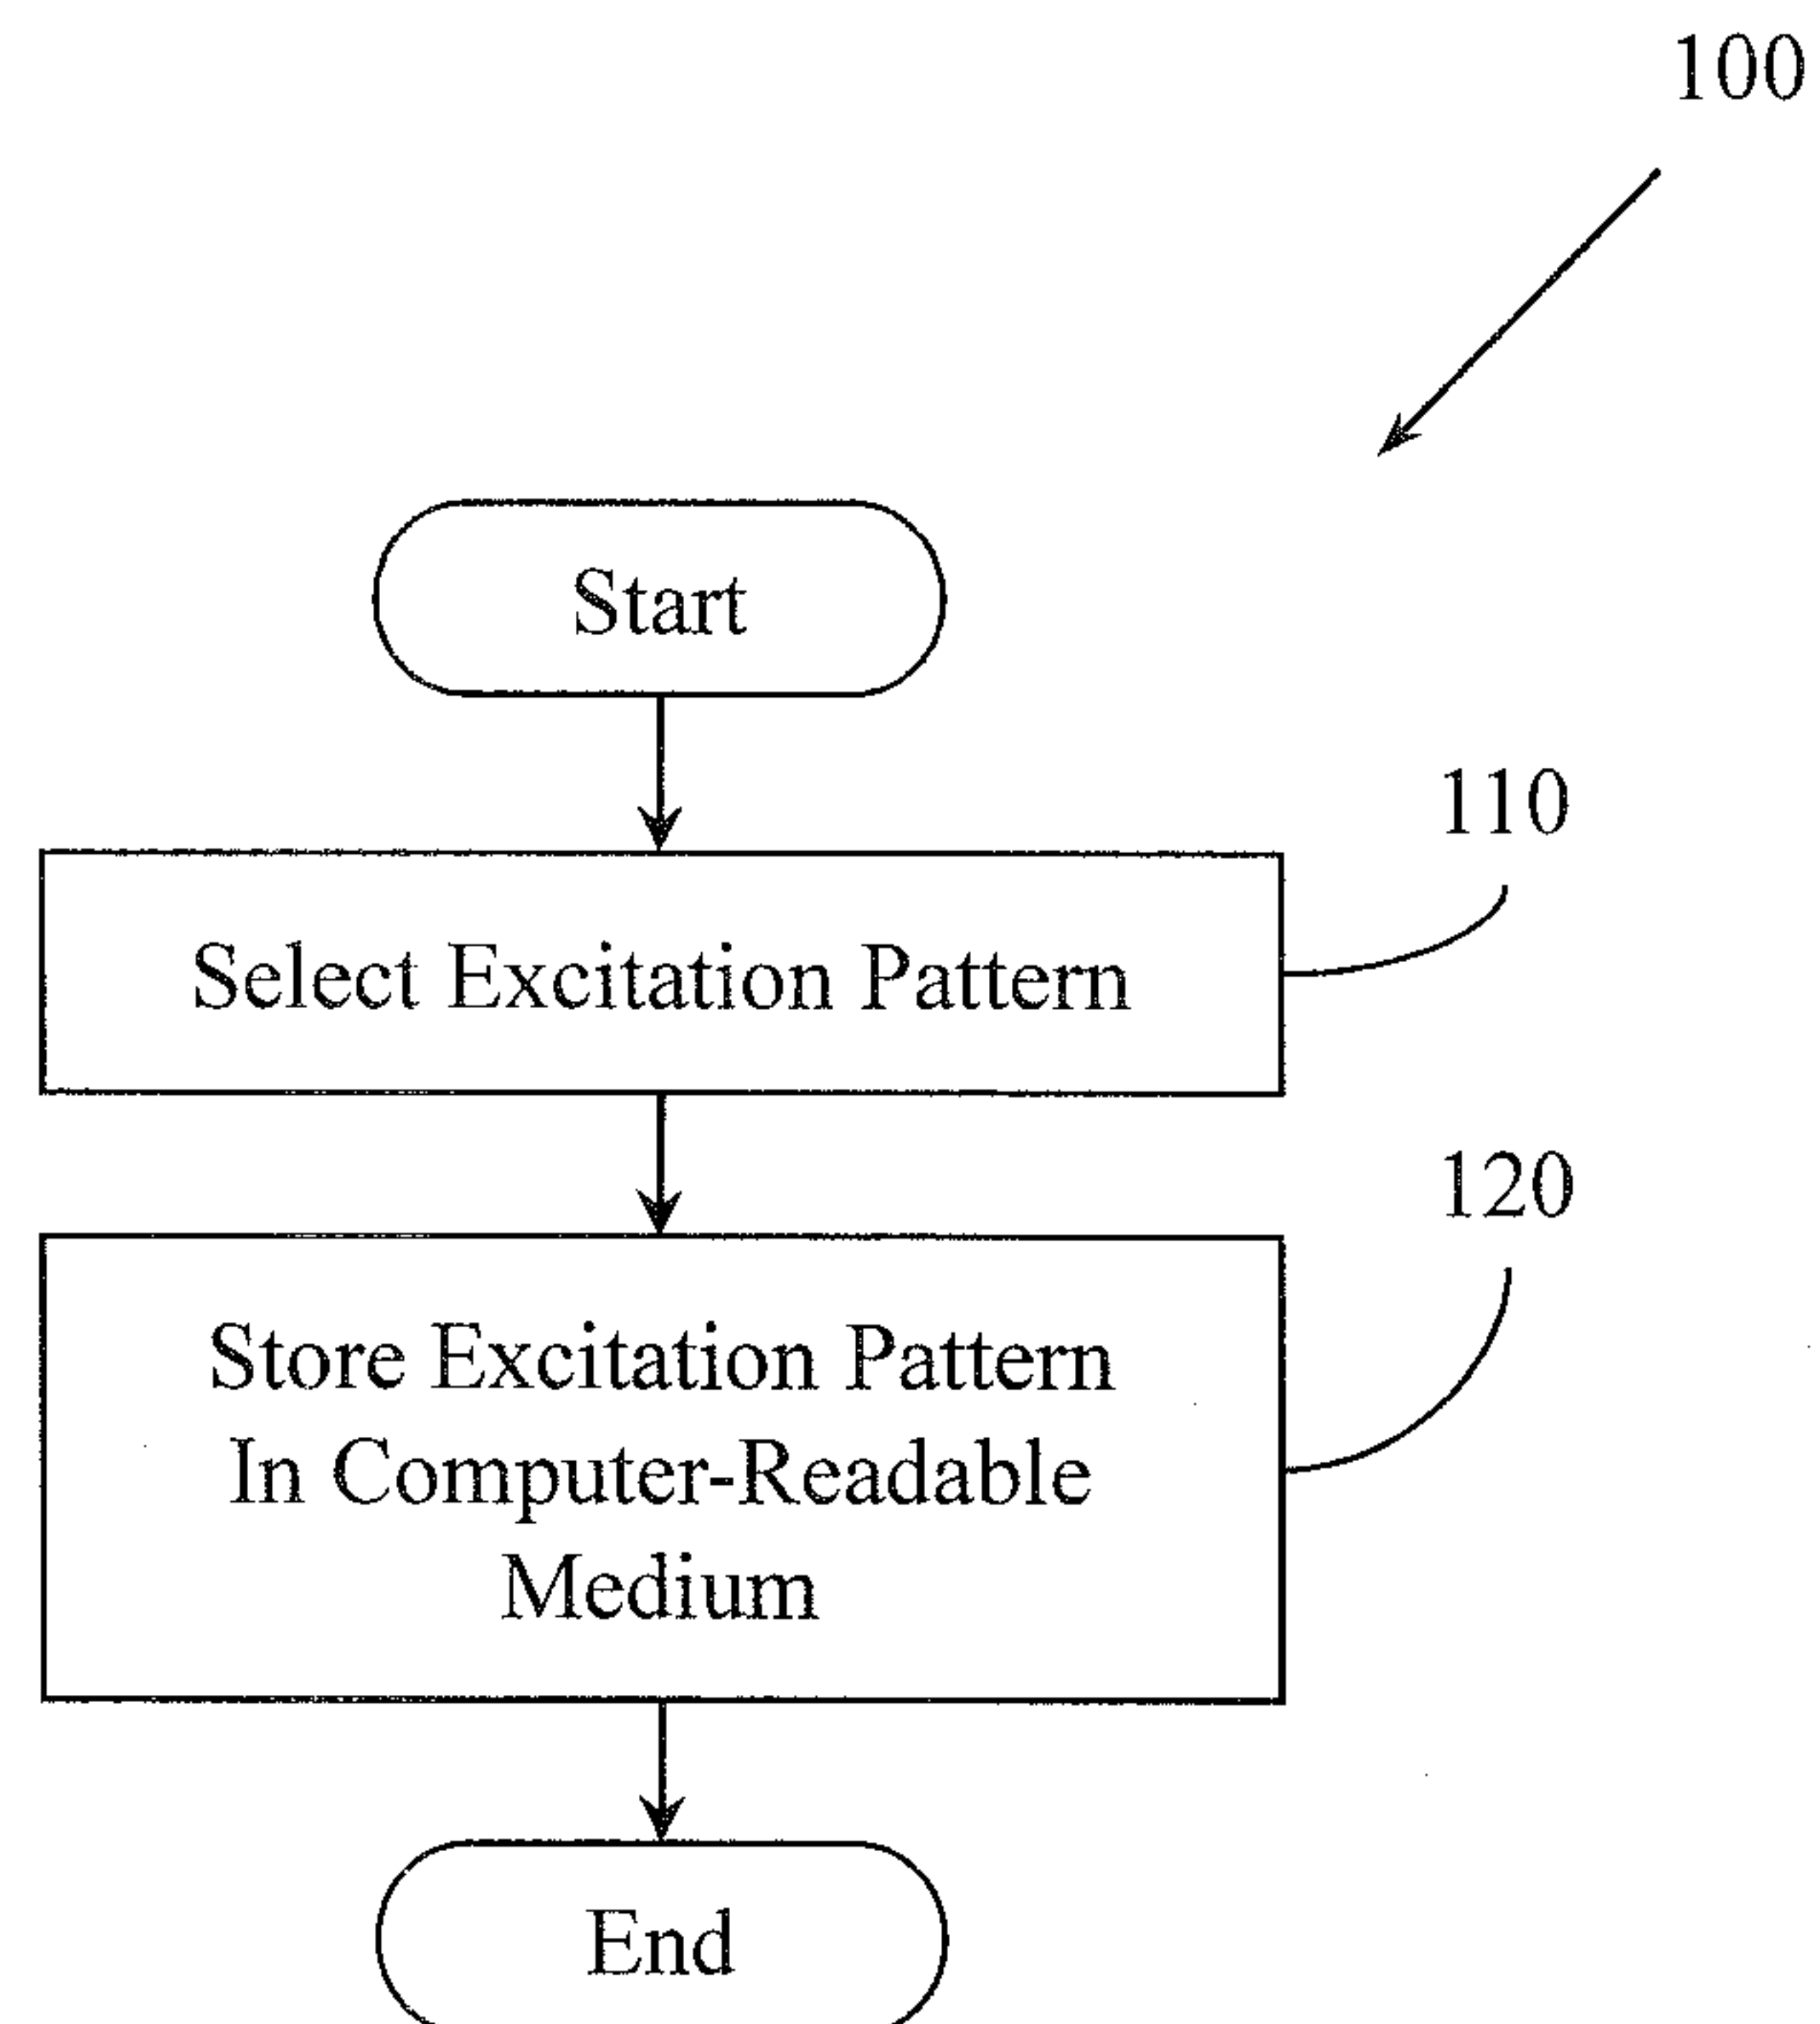 100
Start
110
Select Excitation Pattern
120
Store Excitation Pattern
In Computer-Readable
Medium
End